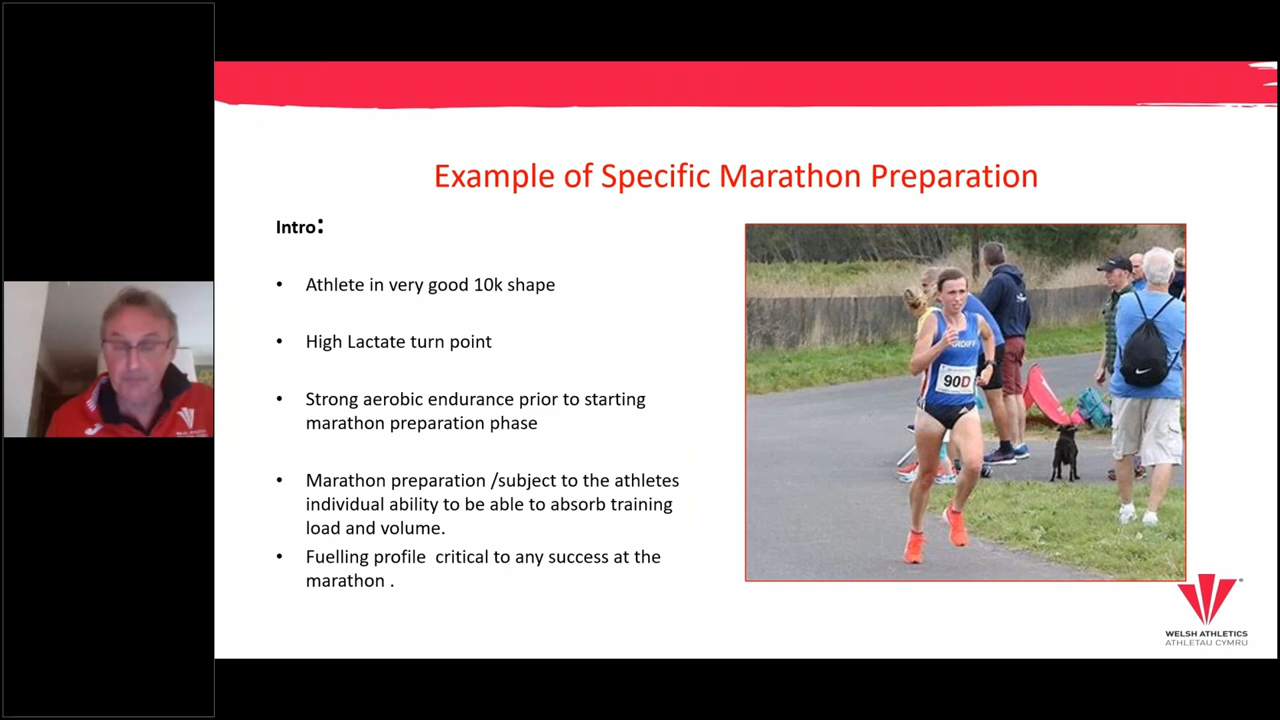 Example of Specific Marathon Preparation
Intro:
• Athlete in very good 10k shape
• High Lactate turn point
• Strong aerobic endurance prior to starting
marathon preparation phase
• Marathon preparation /subject to the athletes
individual ability to be able to absorb training
load and volume.
• Fuelling profile critical to any success at the
marathon .
90D
WELSH ATHLETICS
ATHLETAU CYMRU